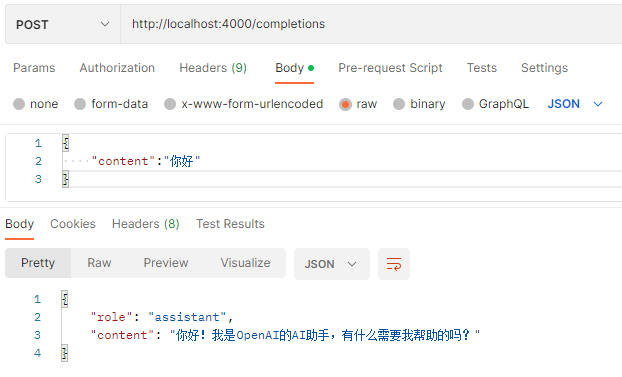 POST http://localhost:4000/completions
Params Authorization Headers (9) Body Pre-request Script Tests Settings
none form-data x-www-form-urlencoded raw binary GraphQL JSON
1 {
2 "content":"你好"
3 }
Body Cookies Headers (8) Test Results
Pretty Raw Preview Visualize JSON
1 {
2 "role": "assistant",
3 "content": "你好！我是OpenAI的AI助手，有什么需要我帮助的吗？"
4 }